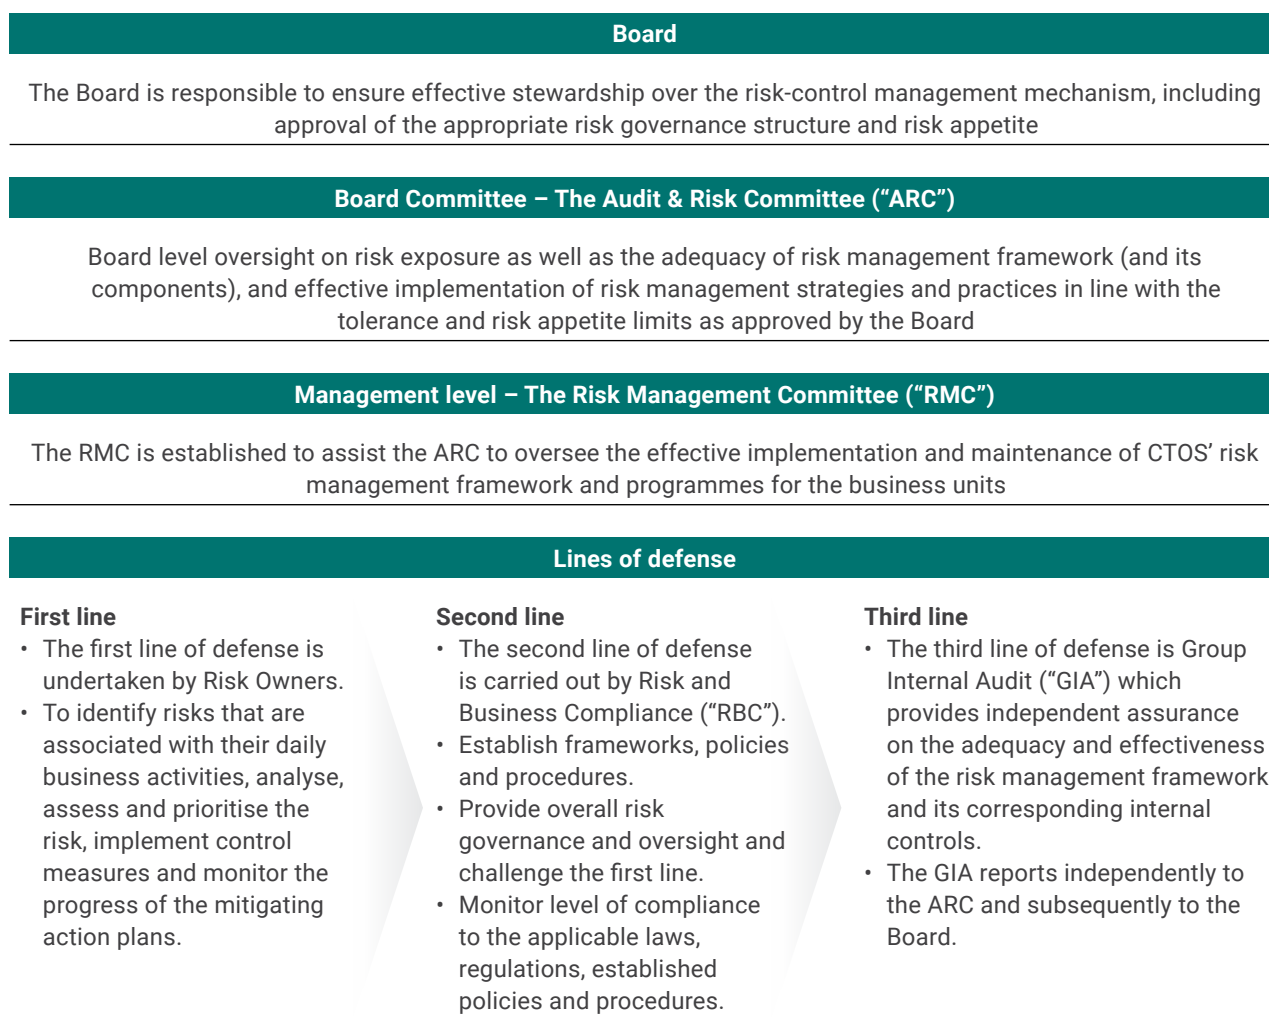 Board
The Board is responsible to ensure effective stewardship over the risk-control management mechanism, including
approval of the appropriate risk governance structure and risk appetite
Board Committee – The Audit & Risk Committee (“ARC”)
Board level oversight on risk exposure as well as the adequacy of risk management framework (and its
components), and effective implementation of risk management strategies and practices in line with the
tolerance and risk appetite limits as approved by the Board
Management level – The Risk Management Committee (“RMC”)
The RMC is established to assist the ARC to oversee the effective implementation and maintenance of CTOS’ risk
management framework and programmes for the business units
Lines of defense
First line
• The first line of defense is
undertaken by Risk Owners.
• To identify risks that are
associated with their daily
business activities, analyse,
assess and prioritise the
risk, implement control
measures and monitor the
progress of the mitigating
action plans.
Second line
• The second line of defense
is carried out by Risk and
Business Compliance (“RBC”).
• Establish frameworks, policies
and procedures.
• Provide overall risk
governance and oversight and
challenge the first line.
• Monitor level of compliance
to the applicable laws,
regulations, established
policies and procedures.
Third line
• The third line of defense is Group
Internal Audit (“GIA”) which
provides independent assurance
on the adequacy and effectiveness
of the risk management framework
and its corresponding internal
controls.
• The GIA reports independently to
the ARC and subsequently to the
Board.